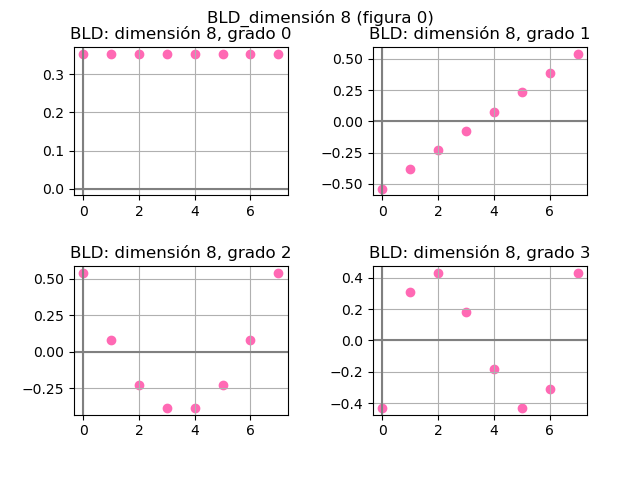 BLD_dimensión 8 (figura 0)
BLD: dimensión 8, grado 0
BLD: dimensión 8, grado 1
0.3
0.2
0.1
0.0
0 2 4 6
0.50
0.25
0.00
−0.25
−0.50
0 2 4 6
BLD: dimensión 8, grado 2
BLD: dimensión 8, grado 3
0.50
0.25
0.00
−0.25
0 2 4 6
0.4
0.2
0.0
−0.2
−0.4
0 2 4 6